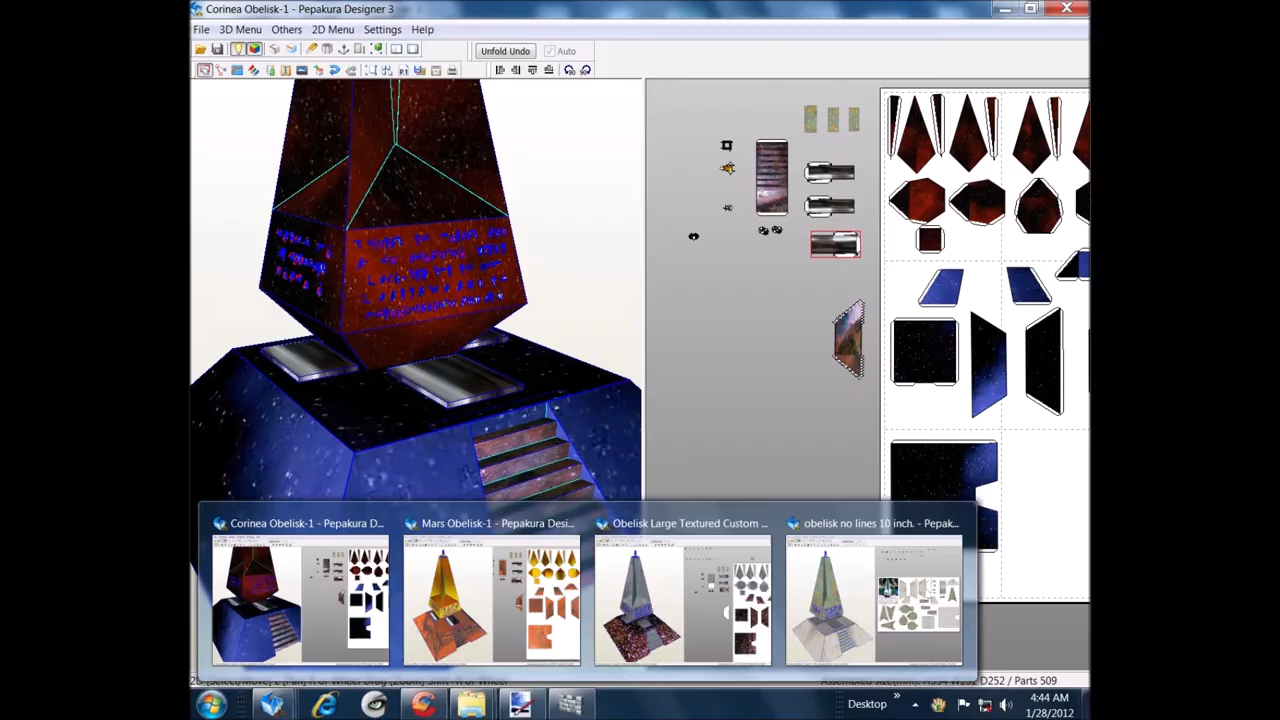 Corinea Obelisk-1 - Pepakura Designer 3
File 3D Menu Others 2D Menu Settings Help
Unfold Undo Auto
Corinea Obelisk-1 - Pepakura D...
Mars Obelisk-1 - Pepakura Desi...
Obelisk Large Textured Custom ...
obelisk no lines 10 inch. - Pepak...
D252 / Parts 509
Desktop
4:44 AM
1/28/2012